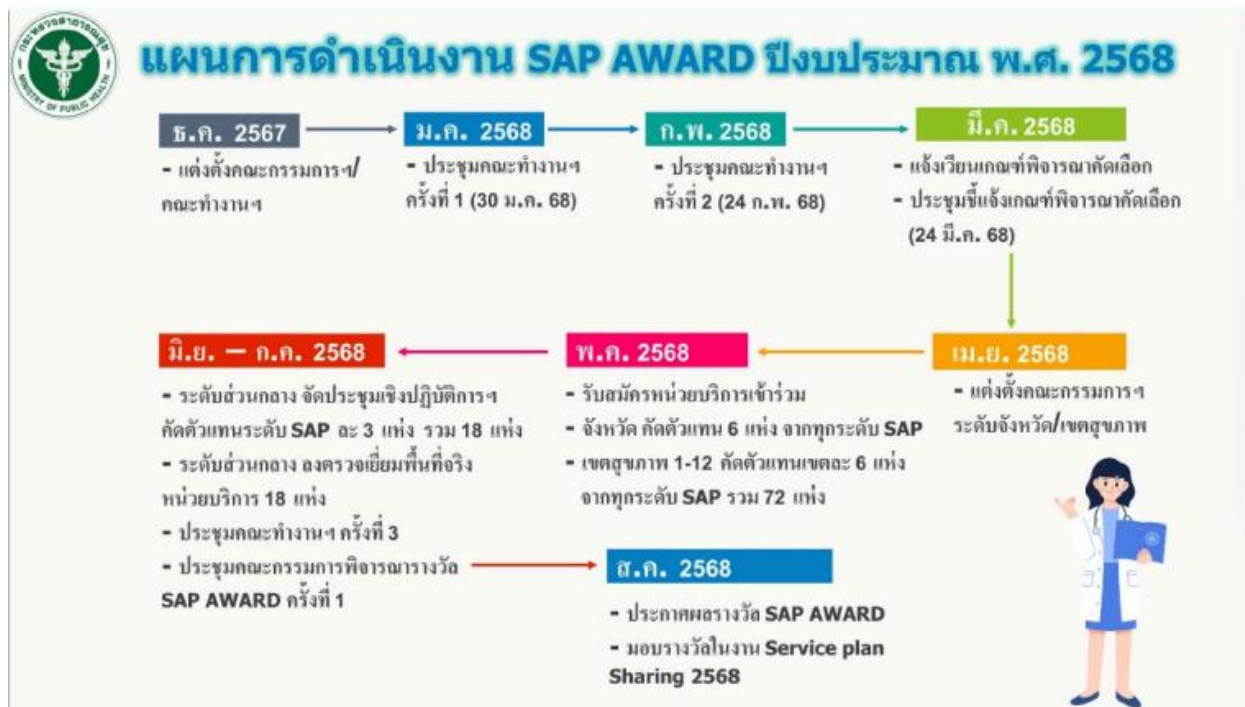 กระทรวงสาธารณสุข
MINISTRY OF PUBLIC HEALTH
แผนการดำเนินงาน SAP AWARD ปีงบประมาณ พ.ศ. 2568
ธ.ค. 2567
- แต่งตั้งคณะกรรมการฯ/
คณะทำงานฯ
ม.ค. 2568
- ประชุมคณะทำงานฯ
ครั้งที่ 1 (30 ม.ค. 68)
ก.พ. 2568
- ประชุมคณะทำงานฯ
ครั้งที่ 2 (24 ก.พ. 68)
มี.ค. 2568
- แจ้งเวียนเกณฑ์พิจารณาคัดเลือก
- ประชุมชี้แจ้งเกณฑ์พิจารณาคัดเลือก
(24 มี.ค. 68)
เม.ย. 2568
- แต่งตั้งคณะกรรมการฯ
ระดับจังหวัด/เขตสุขภาพ
พ.ค. 2568
- รับสมัครหน่วยบริการเข้าร่วม
- จังหวัด คัดตัวแทน 6 แห่ง จากทุกระดับ SAP
- เขตสุขภาพ 1-12 คัดตัวแทนเขตละ 6 แห่ง
จากทุกระดับ SAP รวม 72 แห่ง
มิ.ย. – ก.ค. 2568
- ระดับส่วนกลาง จัดประชุมเชิงปฏิบัติการฯ
คัดตัวแทนระดับ SAP ละ 3 แห่ง รวม 18 แห่ง
- ระดับส่วนกลาง ลงตรวจเยี่ยมพื้นที่จริง
หน่วยบริการ 18 แห่ง
- ประชุมคณะทำงานฯ ครั้งที่ 3
- ประชุมคณะกรรมการพิจารณารางวัล
SAP AWARD ครั้งที่ 1
ส.ค. 2568
- ประกาศผลรางวัล SAP AWARD
- มอบรางวัลในงาน Service plan
Sharing 2568